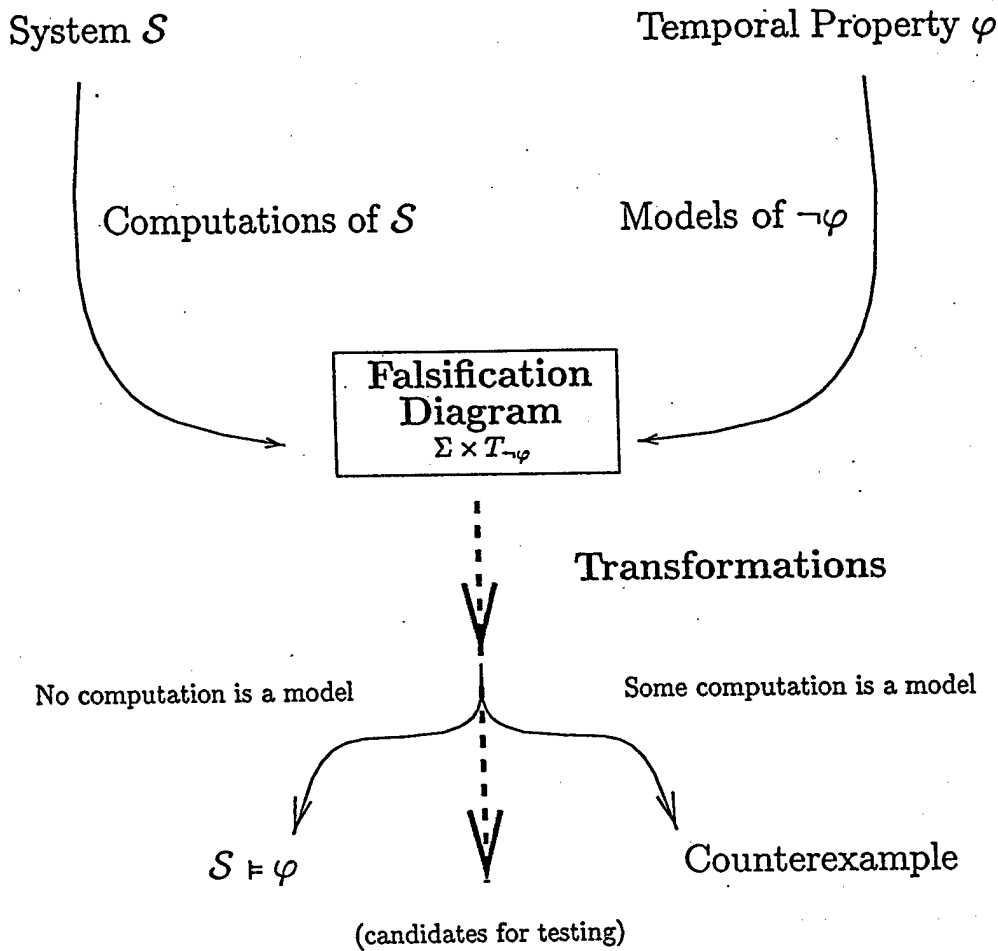 System 𝒮
Temporal Property φ
Computations of 𝒮
Models of ¬φ
Falsification
Diagram
Σ × T¬φ
Transformations
No computation is a model
Some computation is a model
𝒮 ⊨ φ
Counterexample
(candidates for testing)